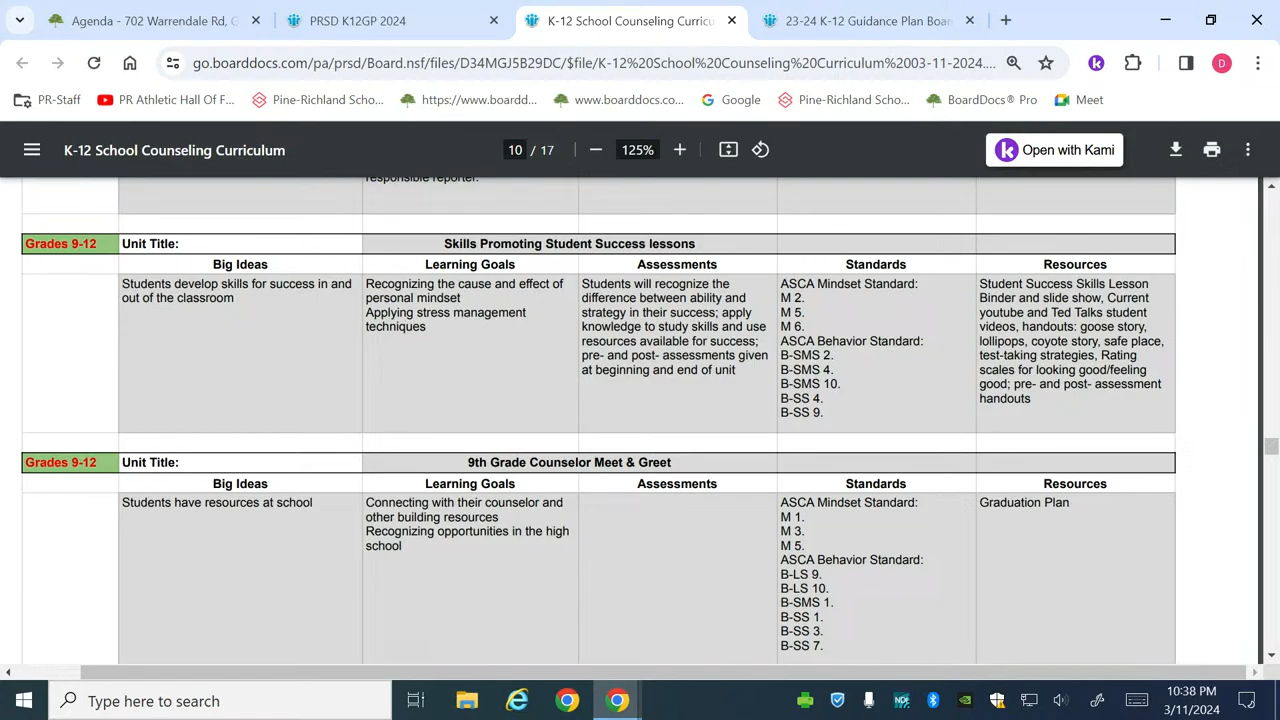 Agenda - 702 Warrendale Rd, G
PRSD K12GP 2024
K-12 School Counseling Curricu
23-24 K-12 Guidance Plan Boar
go.boarddocs.com/pa/prsd/Board.nsf/files/D34MGJ5B29DC/$file/K-12%20School%20Counseling%20Curriculum%2003-11-2024....
D
PR-Staff
PR Athletic Hall Of F...
Pine-Richland Scho...
https://www.boardd...
www.boarddocs.co...
Google
Pine-Richland Scho...
BoardDocs® Pro
Meet
K-12 School Counseling Curriculum
10 / 17
125%
Open with Kami
responsible reporter.
Grades 9-12 Unit Title: Skills Promoting Student Success lessons
Big Ideas Learning Goals Assessments Standards Resources
Students develop skills for success in and
out of the classroom
Recognizing the cause and effect of
personal mindset
Applying stress management
techniques
Students will recognize the
difference between ability and
strategy in their success; apply
knowledge to study skills and use
resources available for success;
pre- and post- assessments given
at beginning and end of unit
ASCA Mindset Standard:
M 2.
M 5.
M 6.
ASCA Behavior Standard:
B-SMS 2.
B-SMS 4.
B-SMS 10.
B-SS 4.
B-SS 9.
Student Success Skills Lesson
Binder and slide show, Current
youtube and Ted Talks student
videos, handouts: goose story,
lollipops, coyote story, safe place,
test-taking strategies, Rating
scales for looking good/feeling
good; pre- and post- assessment
handouts
Grades 9-12 Unit Title: 9th Grade Counselor Meet & Greet
Big Ideas Learning Goals Assessments Standards Resources
Students have resources at school
Connecting with their counselor and
other building resources
Recognizing opportunities in the high
school
ASCA Mindset Standard:
M 1.
M 3.
M 5.
ASCA Behavior Standard:
B-LS 9.
B-LS 10.
B-SMS 1.
B-SS 1.
B-SS 3.
B-SS 7.
Graduation Plan
Type here to search
10:38 PM
3/11/2024